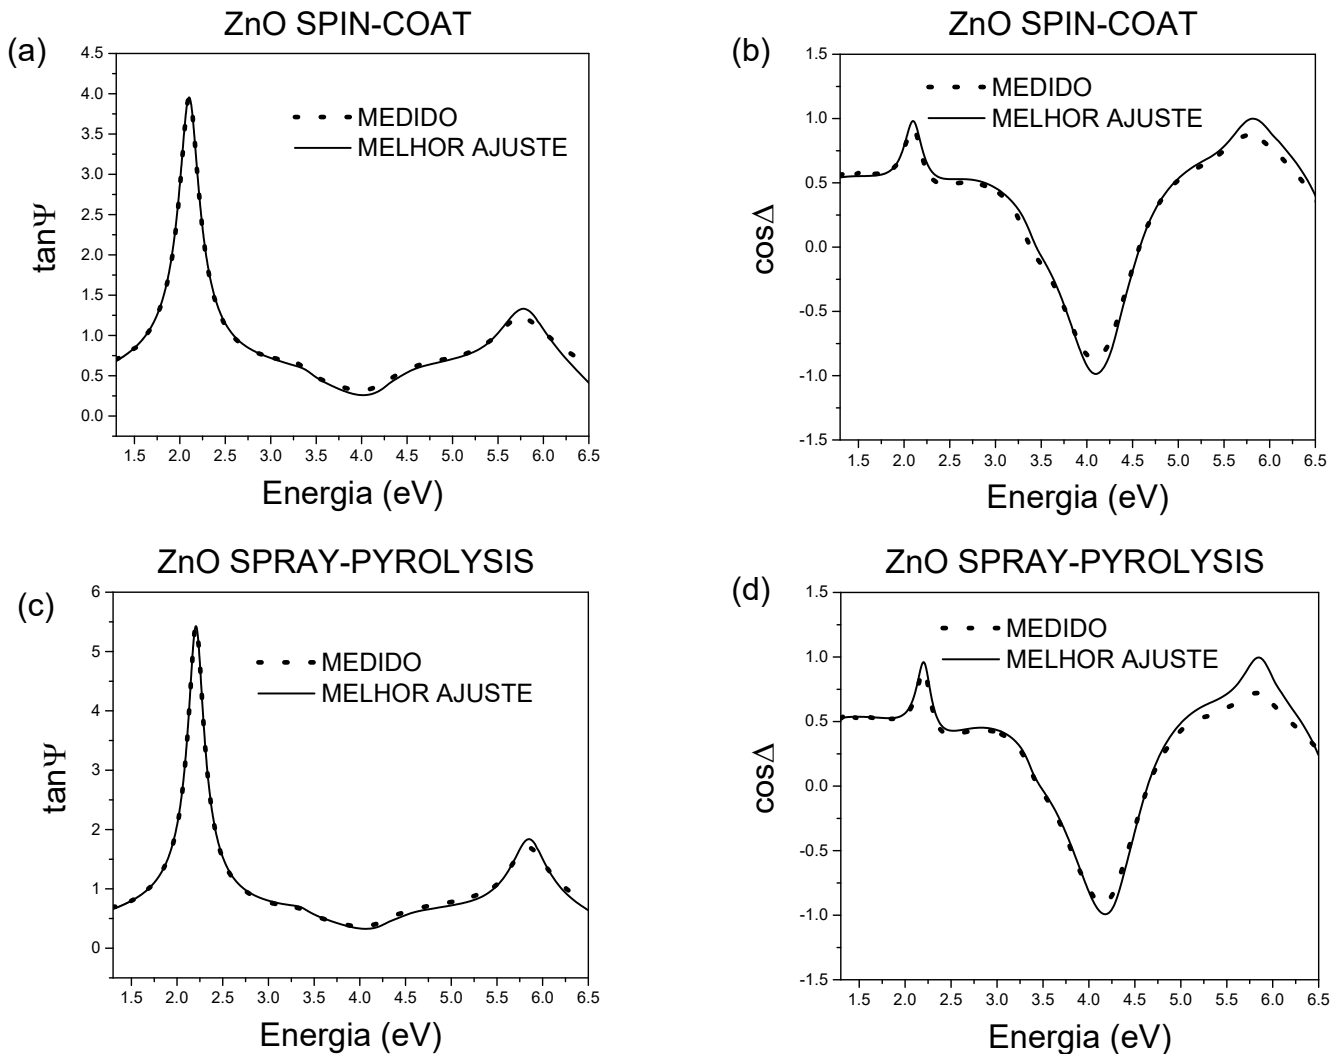 ZnO SPIN-COAT
(a)
4.5
4.0
3.5
3.0
2.5
2.0
1.5
1.0
0.5
0.0
tanΨ
MEDIDO
MELHOR AJUSTE
1.5 2.0 2.5 3.0 3.5 4.0 4.5 5.0 5.5 6.0 6.5
Energia (eV)
ZnO SPIN-COAT
(b)
1.5
1.0
0.5
0.0
-0.5
-1.0
-1.5
cosΔ
MEDIDO
MELHOR AJUSTE
1.5 2.0 2.5 3.0 3.5 4.0 4.5 5.0 5.5 6.0 6.5
Energia (eV)
ZnO SPRAY-PYROLYSIS
(c)
6
5
4
3
2
1
0
tanΨ
MEDIDO
MELHOR AJUSTE
1.5 2.0 2.5 3.0 3.5 4.0 4.5 5.0 5.5 6.0 6.5
Energia (eV)
ZnO SPRAY-PYROLYSIS
(d)
1.5
1.0
0.5
0.0
-0.5
-1.0
-1.5
cosΔ
MEDIDO
MELHOR AJUSTE
1.5 2.0 2.5 3.0 3.5 4.0 4.5 5.0 5.5 6.0 6.5
Energia (eV)